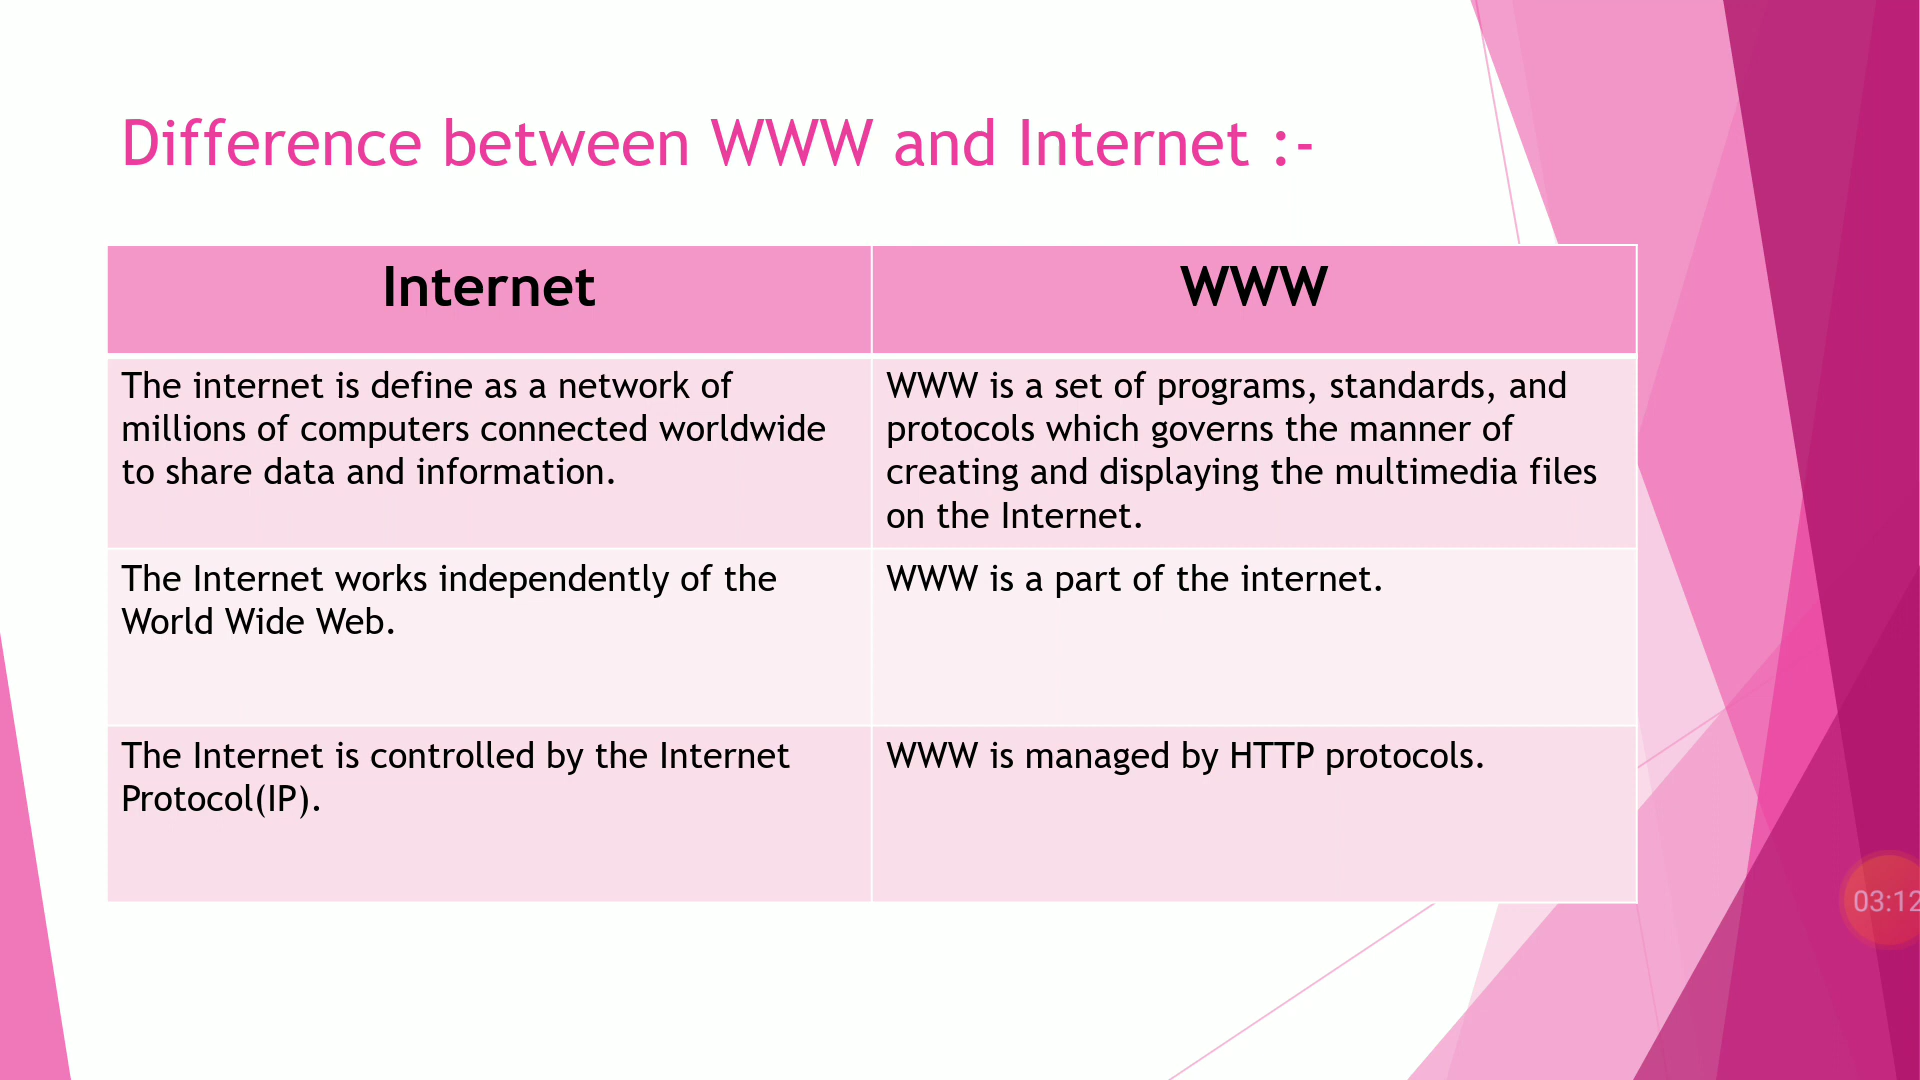 Difference between WWW and Internet :-
Internet
WWW
The internet is define as a network of
millions of computers connected worldwide
to share data and information.
WWW is a set of programs, standards, and
protocols which governs the manner of
creating and displaying the multimedia files
on the Internet.
The Internet works independently of the
World Wide Web.
WWW is a part of the internet.
The Internet is controlled by the Internet
Protocol(IP).
WWW is managed by HTTP protocols.
03:12